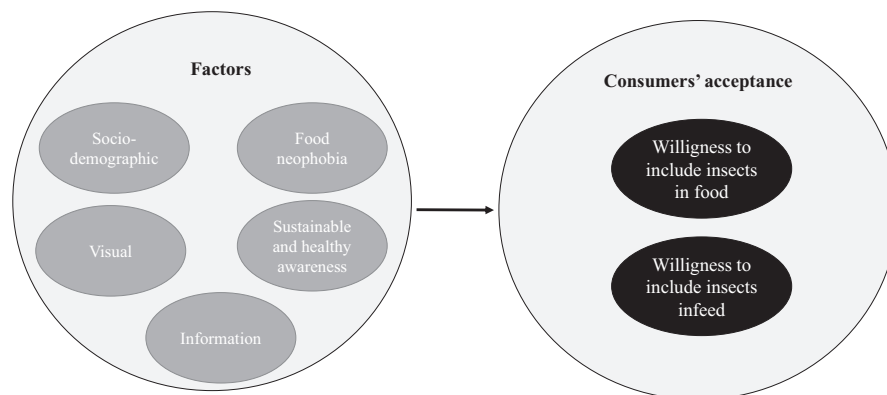 Factors
Socio-
demographic
Food
neophobia
Visual
Sustainable
and healthy
awareness
Information
Consumers’ acceptance
Willigness to
include insects
in food
Willigness to
include insects
infeed